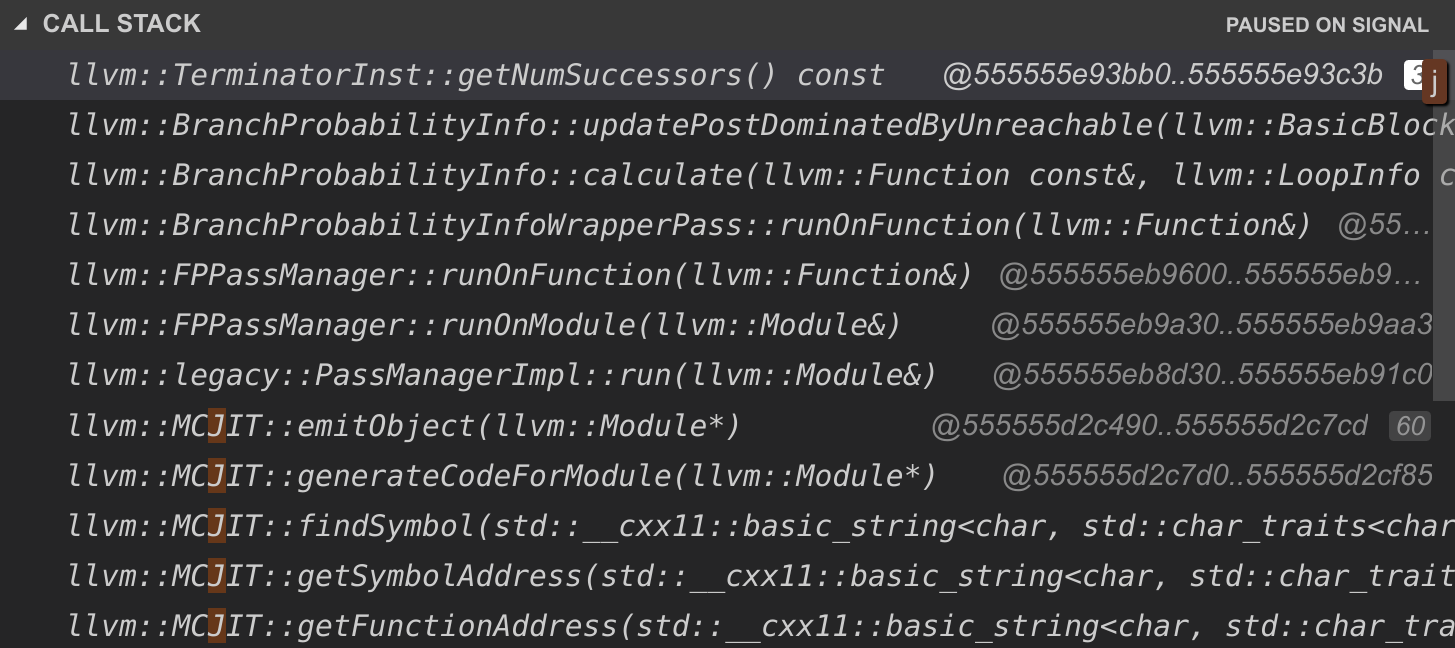 CALL STACK PAUSED ON SIGNAL
llvm::TerminatorInst::getNumSuccessors() const @555555e93bb0..555555e93c3b 3 j
llvm::BranchProbabilityInfo::updatePostDominatedByUnreachable(llvm::BasicBlock
llvm::BranchProbabilityInfo::calculate(llvm::Function const&, llvm::LoopInfo c
llvm::BranchProbabilityInfoWrapperPass::runOnFunction(llvm::Function&) @55...
llvm::FPPassManager::runOnFunction(llvm::Function&) @555555eb9600..555555eb9...
llvm::FPPassManager::runOnModule(llvm::Module&) @555555eb9a30..555555eb9aa3
llvm::legacy::PassManagerImpl::run(llvm::Module&) @555555eb8d30..555555eb91c0
llvm::MCJIT::emitObject(llvm::Module*) @555555d2c490..555555d2c7cd 60
llvm::MCJIT::generateCodeForModule(llvm::Module*) @555555d2c7d0..555555d2cf85
llvm::MCJIT::findSymbol(std::__cxx11::basic_string<char, std::char_traits<char
llvm::MCJIT::getSymbolAddress(std::__cxx11::basic_string<char, std::char_trait
llvm::MCJIT::getFunctionAddress(std::__cxx11::basic_string<char, std::char_tra